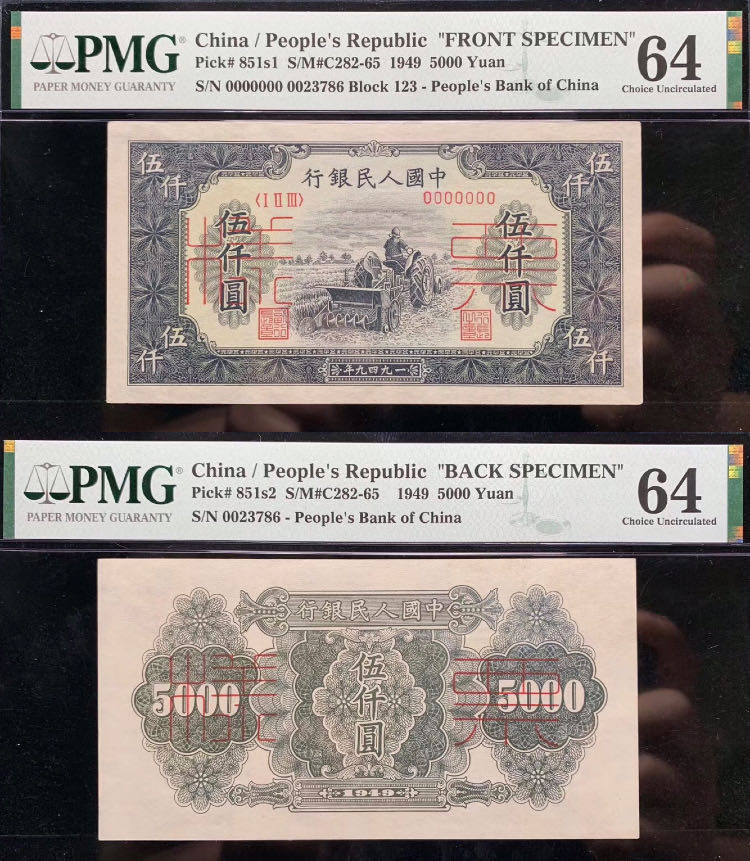 PMG
PAPER MONEY GUARANTY
China / People's Republic "FRONT SPECIMEN"
Pick# 851s1 S/M#C282-65 1949 5000 Yuan
S/N 0000000 0023786 Block 123 - People's Bank of China
64
Choice Uncirculated
伍仟 伍仟
行銀民人國中
〈I II III〉 0000000
伍仟圓 伍仟圓
伍仟 伍仟
年九四九一
PMG
PAPER MONEY GUARANTY
China / People's Republic "BACK SPECIMEN"
Pick# 851s2 S/M#C282-65 1949 5000 Yuan
S/N 0023786 - People's Bank of China
64
Choice Uncirculated
行銀民人國中
5000 伍仟圓 5000
樣 票
1949